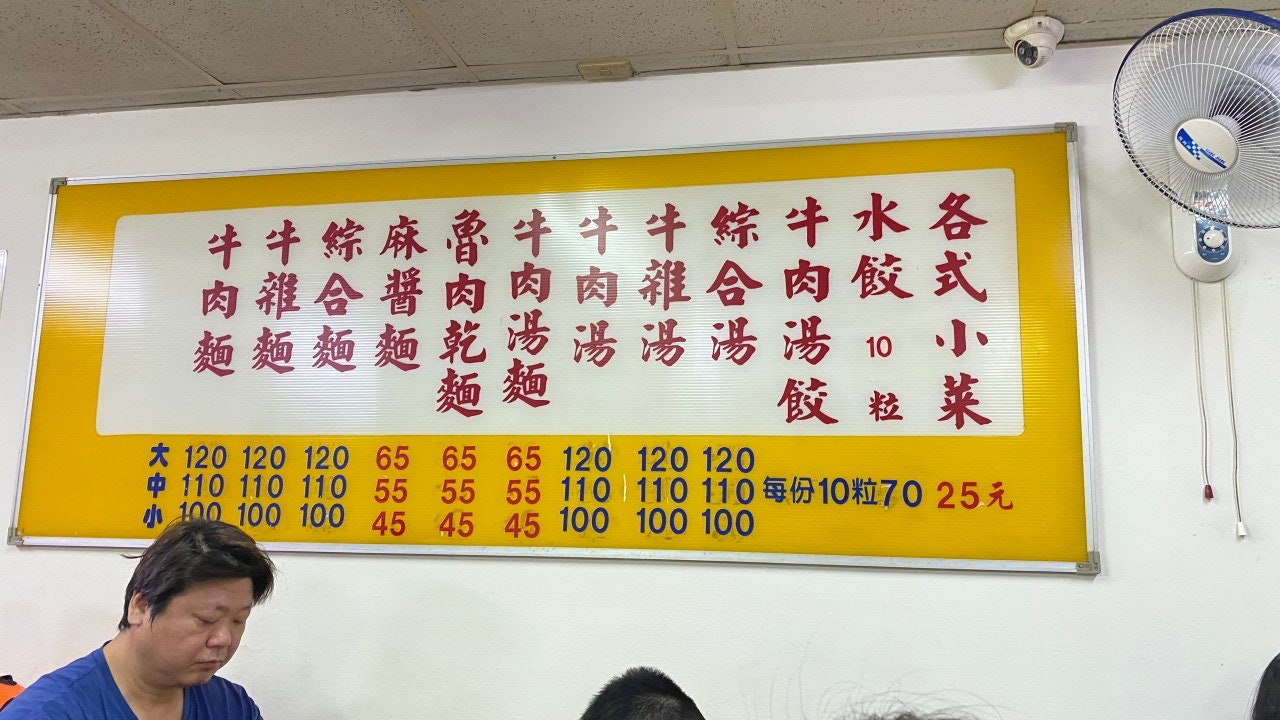 各式小菜
水餃10粒
牛肉湯餃
綜合湯
牛雜湯
牛肉湯
牛肉湯麵
魯肉乾麵
麻醬麵
綜合麵
牛雜麵
牛肉麵
大 120 120 120 65 65 65 120 120 120
中 110 110 110 55 55 55 110 110 110 每份10粒70 25元
小 100 100 100 45 45 45 100 100 100